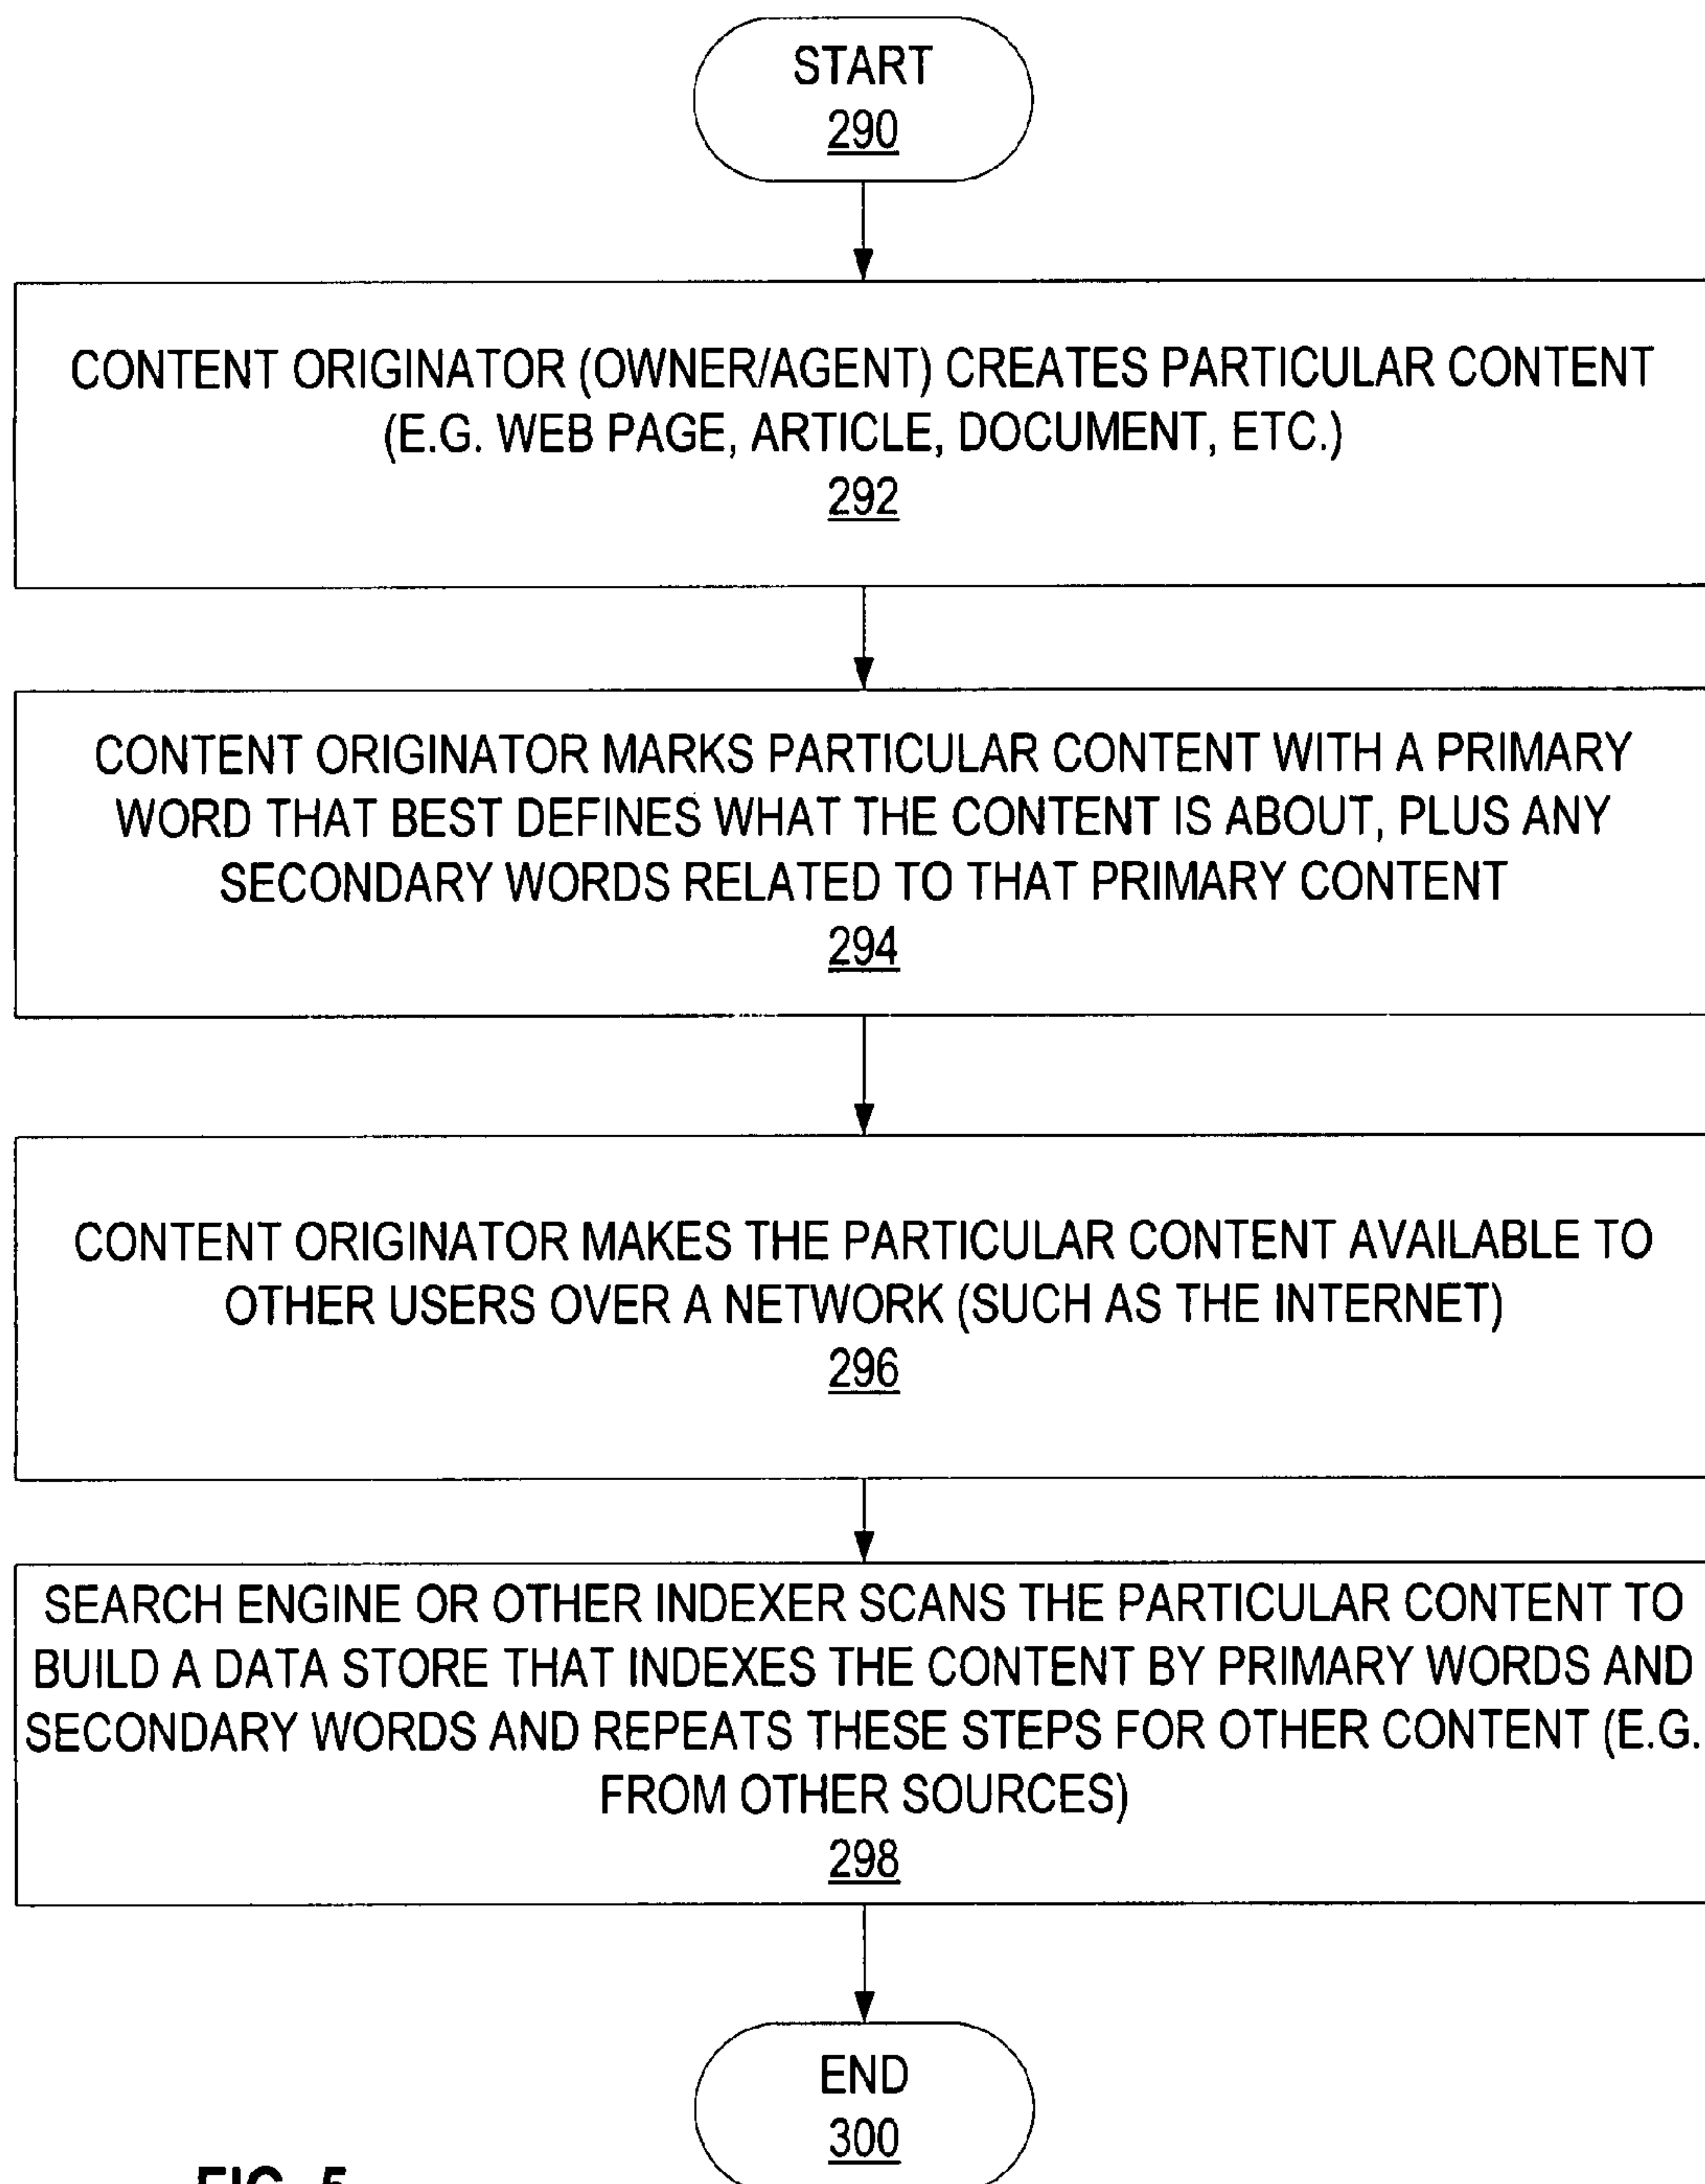 START
290
CONTENT ORIGINATOR (OWNER/AGENT) CREATES PARTICULAR CONTENT
(E.G. WEB PAGE, ARTICLE, DOCUMENT, ETC.)
292
CONTENT ORIGINATOR MARKS PARTICULAR CONTENT WITH A PRIMARY
WORD THAT BEST DEFINES WHAT THE CONTENT IS ABOUT, PLUS ANY
SECONDARY WORDS RELATED TO THAT PRIMARY CONTENT
294
CONTENT ORIGINATOR MAKES THE PARTICULAR CONTENT AVAILABLE TO
OTHER USERS OVER A NETWORK (SUCH AS THE INTERNET)
296
SEARCH ENGINE OR OTHER INDEXER SCANS THE PARTICULAR CONTENT TO
BUILD A DATA STORE THAT INDEXES THE CONTENT BY PRIMARY WORDS AND
SECONDARY WORDS AND REPEATS THESE STEPS FOR OTHER CONTENT (E.G.
FROM OTHER SOURCES)
298
END
300
FIG. 5